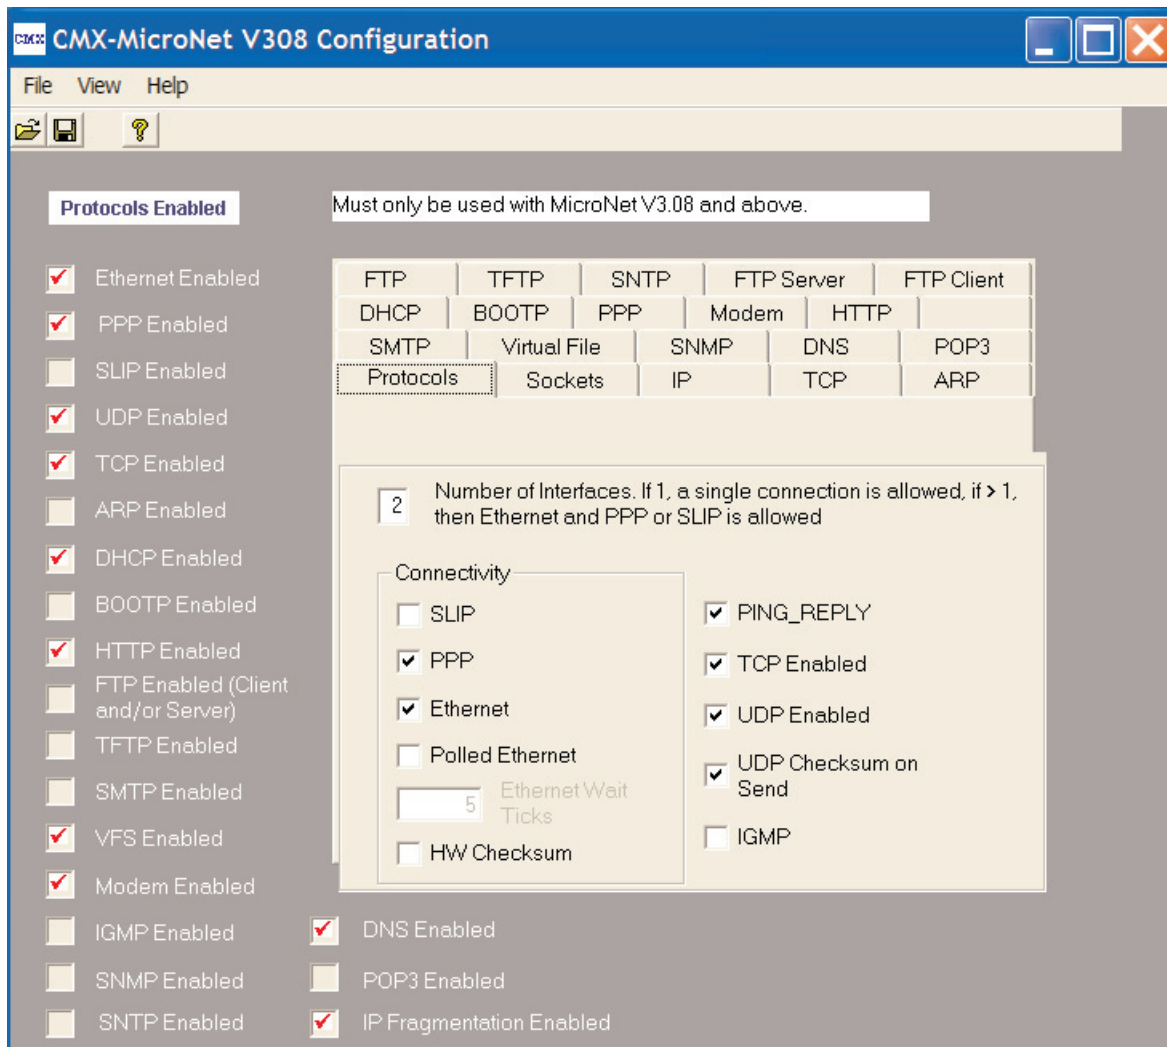 CMX CMX-MicroNet V308 Configuration
File View Help
?
Protocols Enabled
Must only be used with MicroNet V3.08 and above.
Ethernet Enabled
PPP Enabled
SLIP Enabled
UDP Enabled
TCP Enabled
ARP Enabled
DHCP Enabled
BOOTP Enabled
HTTP Enabled
FTP Enabled (Client
and/or Server)
TFTP Enabled
SMTP Enabled
VFS Enabled
Modem Enabled
IGMP Enabled
SNMP Enabled
SNTP Enabled
DNS Enabled
POP3 Enabled
IP Fragmentation Enabled
FTP TFTP SNTP FTP Server FTP Client
DHCP BOOTP PPP Modem HTTP
SMTP Virtual File SNMP DNS POP3
Protocols Sockets IP TCP ARP
2
Number of Interfaces. If 1, a single connection is allowed, if > 1,
then Ethernet and PPP or SLIP is allowed
Connectivity
SLIP
PPP
Ethernet
Polled Ethernet
5 Ethernet Wait
Ticks
HW Checksum
PING_REPLY
TCP Enabled
UDP Enabled
UDP Checksum on
Send
IGMP